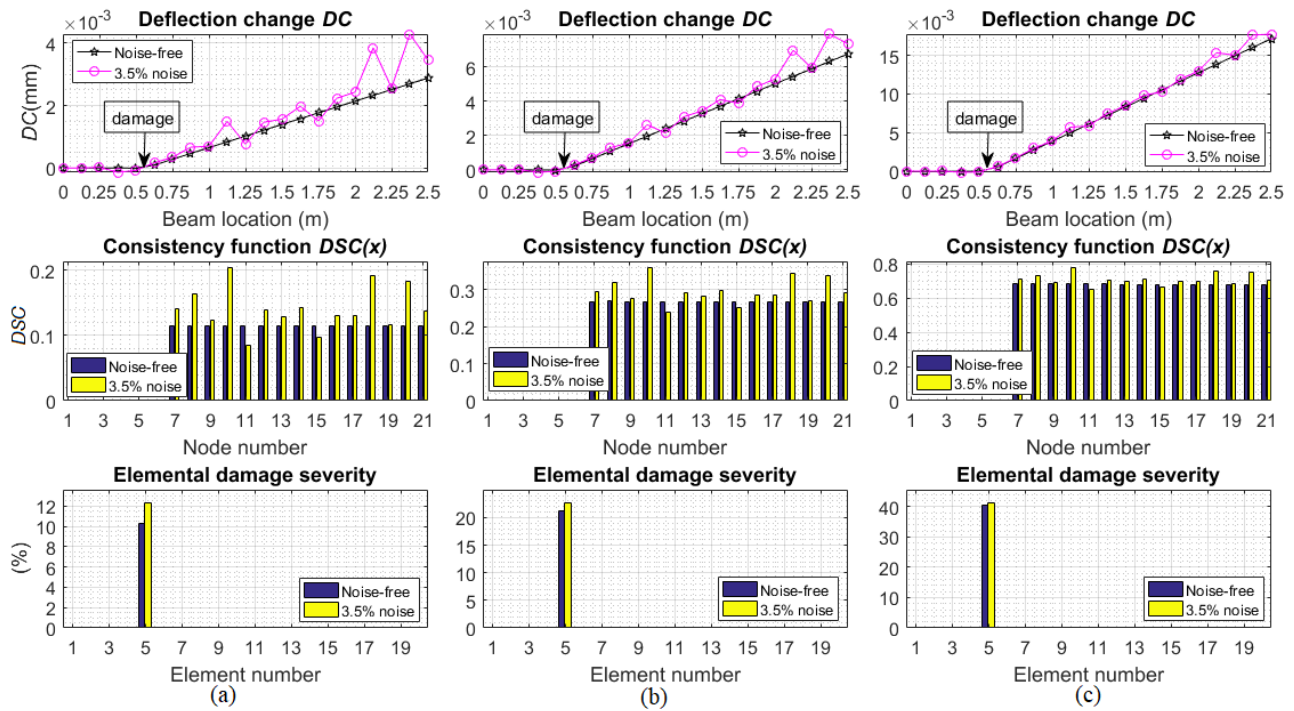 Deflection change DC
×10⁻³
4
2
0
DC(mm)
Noise-free
3.5% noise
damage
0 0.25 0.5 0.75 1 1.25 1.5 1.75 2 2.25 2.5
Beam location (m)
Deflection change DC
×10⁻³
8
6
4
2
0
damage
Noise-free
3.5% noise
0 0.25 0.5 0.75 1 1.25 1.5 1.75 2 2.25 2.5
Beam location (m)
Deflection change DC
×10⁻³
15
10
5
0
damage
Noise-free
3.5% noise
0 0.25 0.5 0.75 1 1.25 1.5 1.75 2 2.25 2.5
Beam location (m)
Consistency function DSC(x)
0.2
0.1
0
DSC
Noise-free
3.5% noise
1 3 5 7 9 11 13 15 17 19 21
Node number
Consistency function DSC(x)
0.3
0.2
0.1
0
Noise-free
3.5% noise
1 3 5 7 9 11 13 15 17 19 21
Node number
Consistency function DSC(x)
0.8
0.6
0.4
0.2
0
Noise-free
3.5% noise
1 3 5 7 9 11 13 15 17 19 21
Node number
Elemental damage severity
12
10
8
6
4
2
0
(%)
Noise-free
3.5% noise
1 3 5 7 9 11 13 15 17 19
Element number
(a)
Elemental damage severity
20
15
10
5
0
Noise-free
3.5% noise
1 3 5 7 9 11 13 15 17 19
Element number
(b)
Elemental damage severity
40
30
20
10
0
Noise-free
3.5% noise
1 3 5 7 9 11 13 15 17 19
Element number
(c)